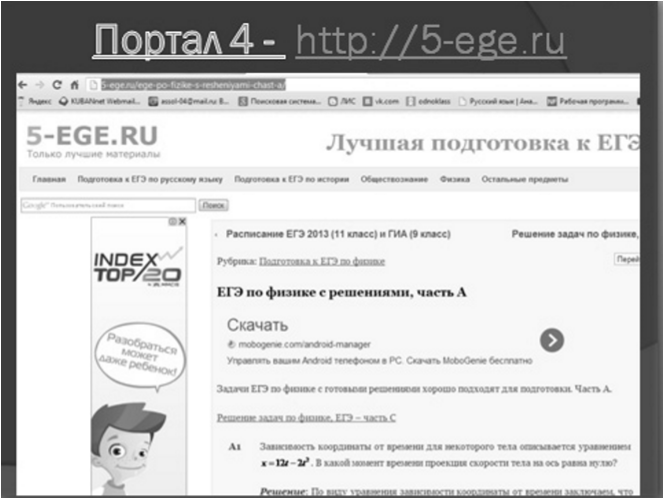 Портал 4 - http://5-ege.ru
5-ege.ru/ege-po-fizike-s-resheniyami-chast-a/
Яндекс KUBANnet Webmail... assol-04@mail.ru: В... Поисковая система... ЛИС vk.com odnoklass Русский язык | Ана... Рабочая программ...
5-EGE.RU
Только лучшие материалы
Лучшая подготовка к ЕГЭ
Главная Подготовка к ЕГЭ по русскому языку Подготовка к ЕГЭ по истории Обществознание Физика Остальные предметы
Google Пользовательский поиск Поиск
‹ Расписание ЕГЭ 2013 (11 класс) и ГИА (9 класс) Решение задач по физике,
Рубрика: Подготовка к ЕГЭ по физике Перей
INDEX
TOP/20
ЕГЭ по физике с решениями, часть А
Скачать
mobogenie.com/android-manager
Управлять вашим Android телефоном в PC. Скачать MoboGenie бесплатно
Разобраться
может
даже ребенок!
Задачи ЕГЭ по физике с готовыми решениями хорошо подходят для подготовки. Часть А.
Решение задач по физике, ЕГЭ – часть С
А1 Зависимость координаты от времени для некоторого тела описывается уравнением
x = 12t − 2t². В какой момент времени проекция скорости тела на ось равна нулю?
Решение: По виду уравнения зависимости координаты от времени заключаем, что